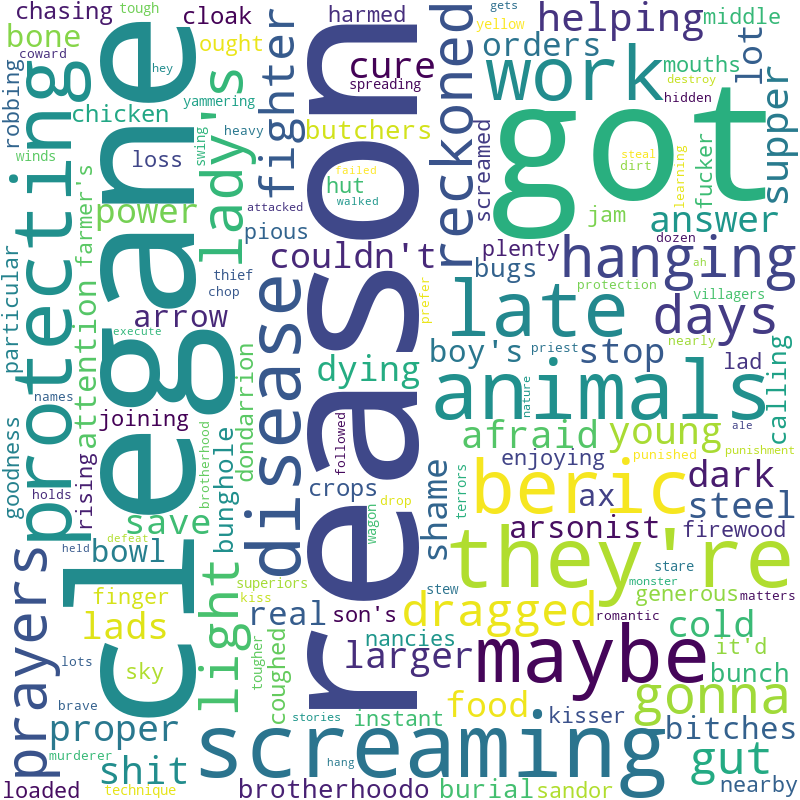 chasing
tough
cloak
harmed
gets
helping
middle
bone
coward
ought
hey
cure
spreading
yellow
orders
mouths
destroy
hidden
lot
robbing
winds
protecting
chicken
yammering
heavy
swing
lady's
fighter
butchers
reckoned
work
got
supper
clegane
loss
power
reason
hut
failed
walked
attacked
screamed
steal
dirt
learning
fucker
jam
answer
pious
couldn't
plenty
bugs
dozen
hanging
ah
protection
villagers
farmer's
attention
particular
thief
chop
arrow
disease
prefer
late
days
nearly
execute
names
dying
boy's
priest
stop
lad
calling
dondarrion
animals
nature
goodness
joining
rising
holds
brotherhood
bunghole
followed
afraid
young
enjoying
punished
punishment
ale
save
crops
shame
terrors
beric
ax
dark
steel
held
defeat
bowl
wagon
drop
arsonist
firewood
they're
stare
monster
matters
prayers
finger
lads
light
superiors
kiss
real
son's
dragged
stew
generous
romantic
cold
it'd
sky
tougher
coughed
nancies
larger
maybe
bunch
lots
brave
proper
stories
instant
food
kisser
gonna
bitches
murderer
shit
screaming
hang
gut
loaded
technique
brotherhoodo
burial
sandor
nearby